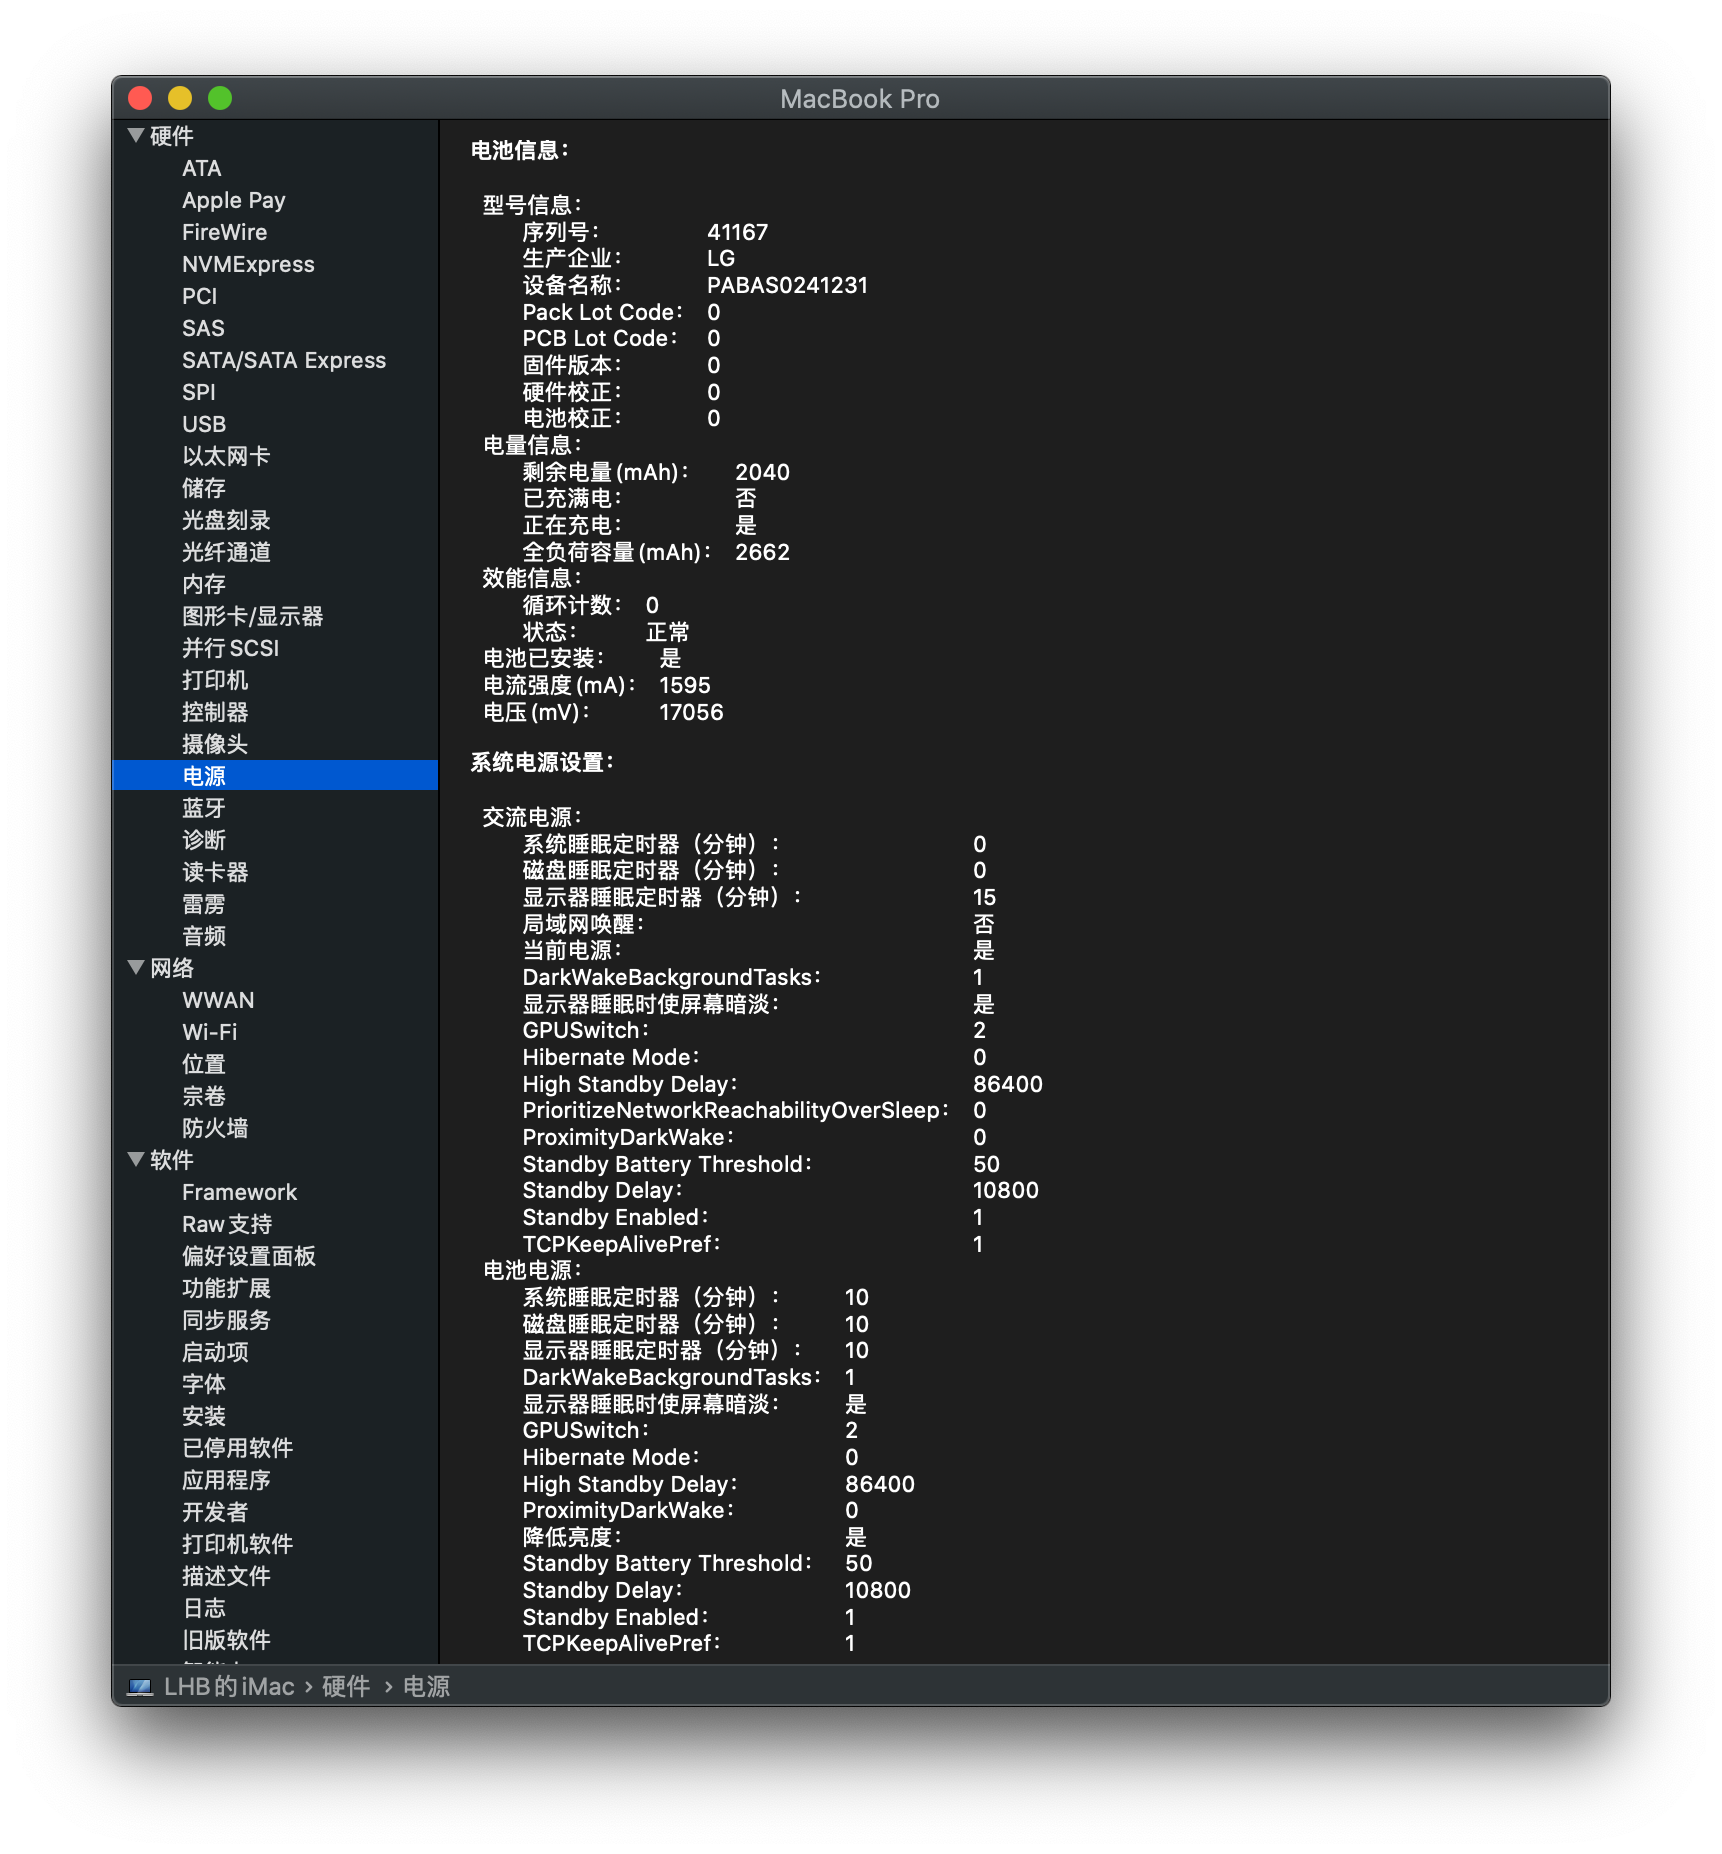 MacBook Pro
硬件
ATA
Apple Pay
FireWire
NVMExpress
PCI
SAS
SATA/SATA Express
SPI
USB
以太网卡
储存
光盘刻录
光纤通道
内存
图形卡/显示器
并行 SCSI
打印机
控制器
摄像头
电源
蓝牙
诊断
读卡器
雷雳
音频
网络
WWAN
Wi-Fi
位置
宗卷
防火墙
软件
Framework
Raw 支持
偏好设置面板
功能扩展
同步服务
启动项
字体
安装
已停用软件
应用程序
开发者
打印机软件
描述文件
日志
旧版软件
电池信息：
型号信息：
序列号： 41167
生产企业： LG
设备名称： PABAS0241231
Pack Lot Code： 0
PCB Lot Code： 0
固件版本： 0
硬件校正： 0
电池校正： 0
电量信息：
剩余电量 (mAh)： 2040
已充满电： 否
正在充电： 是
全负荷容量 (mAh)： 2662
效能信息：
循环计数： 0
状态： 正常
电池已安装： 是
电流强度 (mA)： 1595
电压 (mV)： 17056
系统电源设置：
交流电源：
系统睡眠定时器（分钟）： 0
磁盘睡眠定时器（分钟）： 0
显示器睡眠定时器（分钟）： 15
局域网唤醒： 否
当前电源： 是
DarkWakeBackgroundTasks： 1
显示器睡眠时使屏幕暗淡： 是
GPUSwitch： 2
Hibernate Mode： 0
High Standby Delay： 86400
PrioritizeNetworkReachabilityOverSleep： 0
ProximityDarkWake： 0
Standby Battery Threshold： 50
Standby Delay： 10800
Standby Enabled： 1
TCPKeepAlivePref： 1
电池电源：
系统睡眠定时器（分钟）： 10
磁盘睡眠定时器（分钟）： 10
显示器睡眠定时器（分钟）： 10
DarkWakeBackgroundTasks： 1
显示器睡眠时使屏幕暗淡： 是
GPUSwitch： 2
Hibernate Mode： 0
High Standby Delay： 86400
ProximityDarkWake： 0
降低亮度： 是
Standby Battery Threshold： 50
Standby Delay： 10800
Standby Enabled： 1
TCPKeepAlivePref： 1
LHB的iMac › 硬件 › 电源